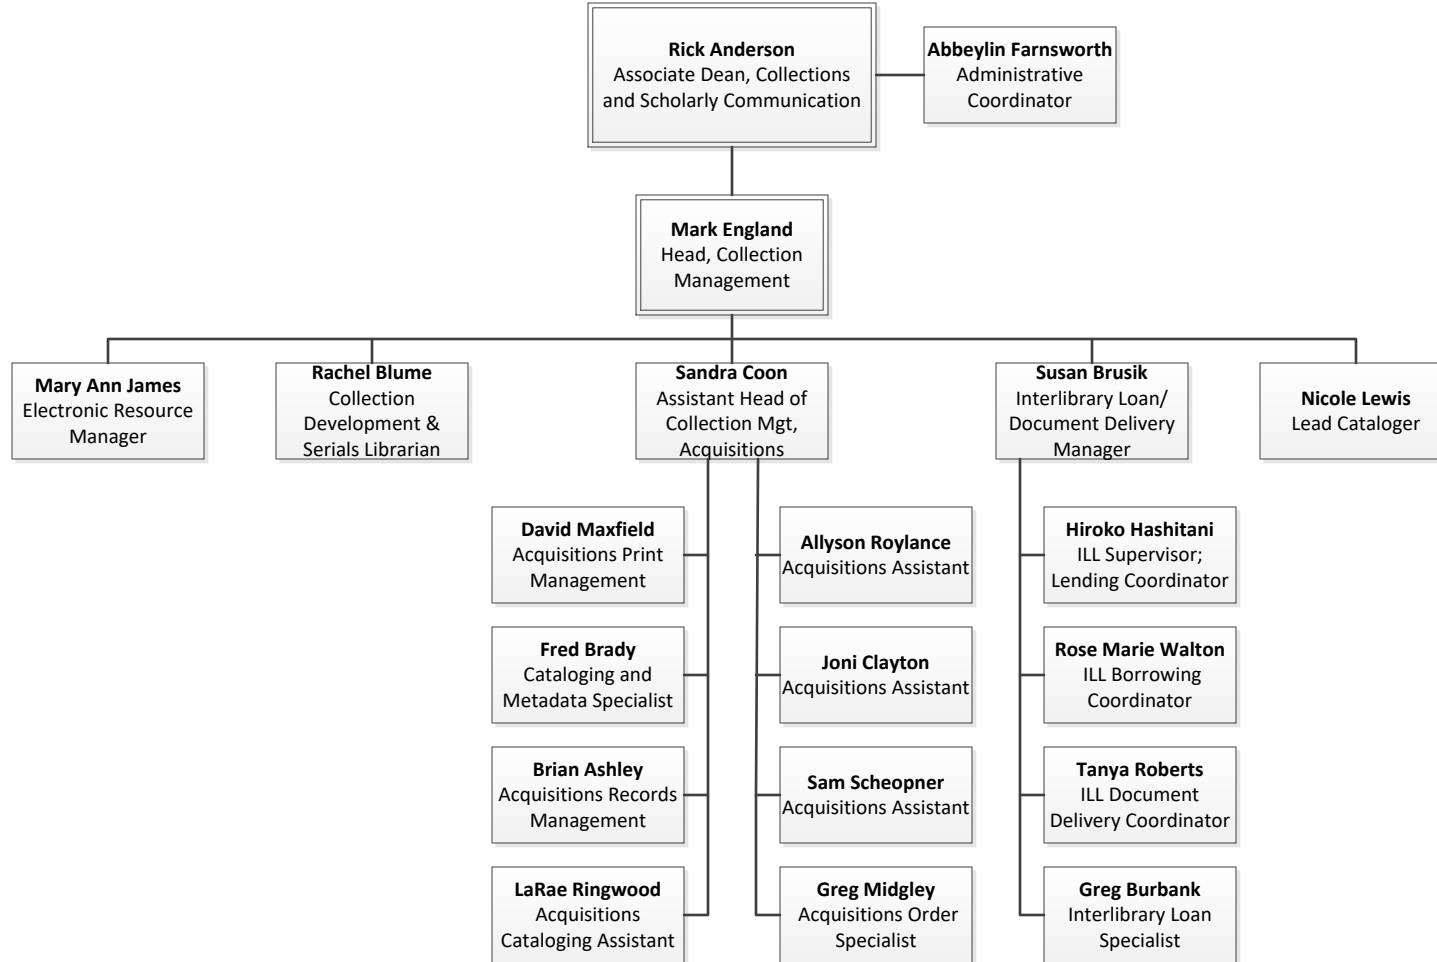 Rick Anderson
Associate Dean, Collections
and Scholarly Communication
Abbeylin Farnsworth
Administrative
Coordinator
Mark England
Head, Collection
Management
Mary Ann James
Electronic Resource
Manager
Rachel Blume
Collection
Development &
Serials Librarian
Sandra Coon
Assistant Head of
Collection Mgt,
Acquisitions
Susan Brusik
Interlibrary Loan/
Document Delivery
Manager
Nicole Lewis
Lead Cataloger
David Maxfield
Acquisitions Print
Management
Allyson Roylance
Acquisitions Assistant
Hiroko Hashitani
ILL Supervisor;
Lending Coordinator
Fred Brady
Cataloging and
Metadata Specialist
Joni Clayton
Acquisitions Assistant
Rose Marie Walton
ILL Borrowing
Coordinator
Brian Ashley
Acquisitions Records
Management
Sam Scheopner
Acquisitions Assistant
Tanya Roberts
ILL Document
Delivery Coordinator
LaRae Ringwood
Acquisitions
Cataloging Assistant
Greg Midgley
Acquisitions Order
Specialist
Greg Burbank
Interlibrary Loan
Specialist